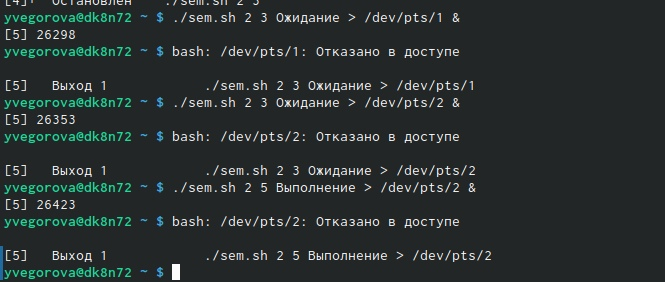 [4]+  Остановлен    ./sem.sh 2 3
yvegorova@dk8n72 ~ $ ./sem.sh 2 3 Ожидание > /dev/pts/1 &
[5] 26298
yvegorova@dk8n72 ~ $ bash: /dev/pts/1: Отказано в доступе
[5]   Выход 1            ./sem.sh 2 3 Ожидание > /dev/pts/1
yvegorova@dk8n72 ~ $ ./sem.sh 2 3 Ожидание > /dev/pts/2 &
[5] 26353
yvegorova@dk8n72 ~ $ bash: /dev/pts/2: Отказано в доступе
[5]   Выход 1            ./sem.sh 2 3 Ожидание > /dev/pts/2
yvegorova@dk8n72 ~ $ ./sem.sh 2 5 Выполнение > /dev/pts/2 &
[5] 26423
yvegorova@dk8n72 ~ $ bash: /dev/pts/2: Отказано в доступе
[5]   Выход 1            ./sem.sh 2 5 Выполнение > /dev/pts/2
yvegorova@dk8n72 ~ $